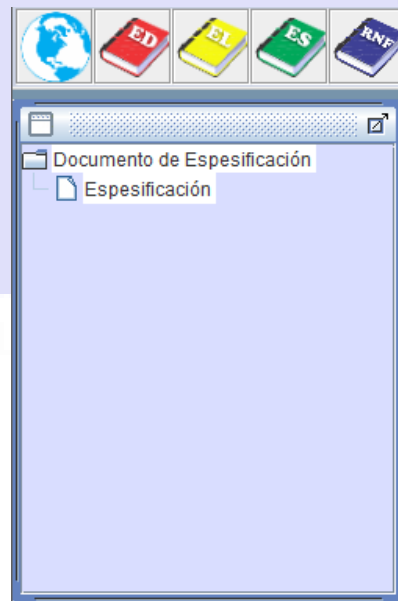 ED
EL
ES
RNF
Documento de Espesificación
Espesificación